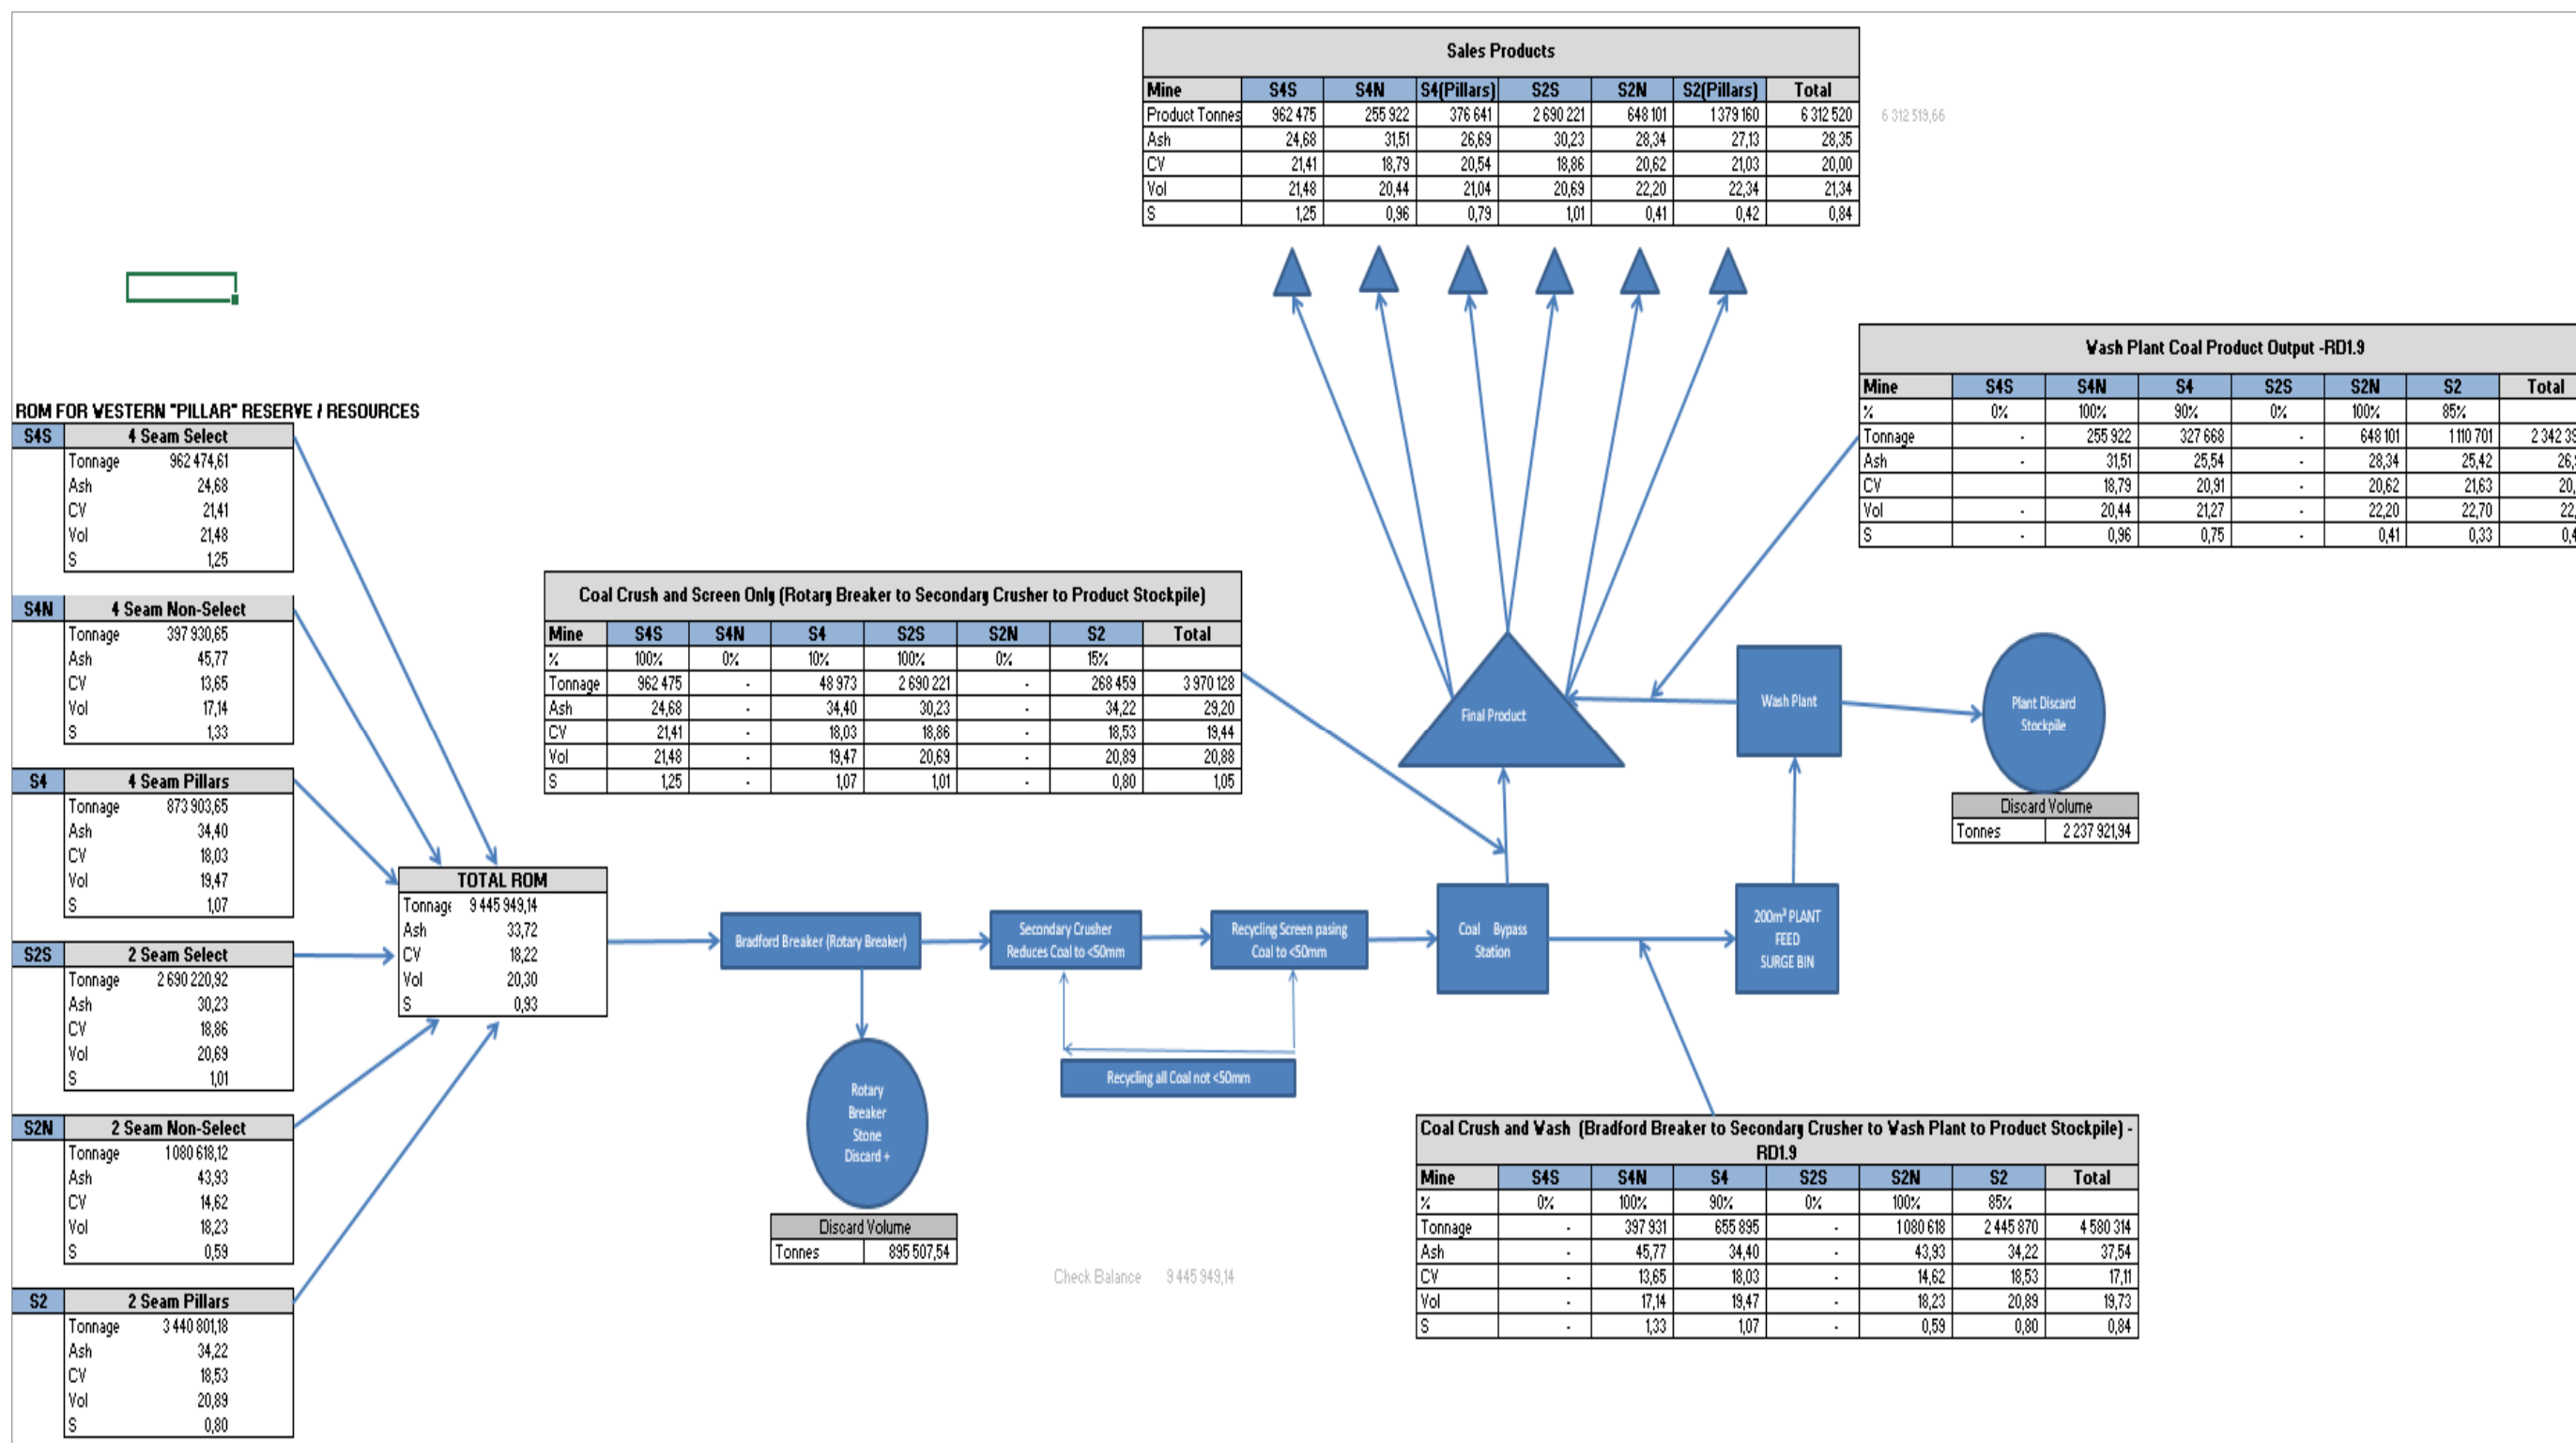 Sales Products
Mine S4S S4N S4(Pillars) S2S S2N S2(Pillars) Total
Product Tonnes 962 475 255 922 376 641 2 690 221 648 101 1 379 160 6 312 520 6 312 519,66
Ash 24,68 31,51 26,69 30,23 28,34 27,13 28,35
CV 21,41 18,79 20,54 18,86 20,62 21,03 20,00
Vol 21,48 20,44 21,04 20,69 22,20 22,34 21,34
S 1,25 0,96 0,79 1,01 0,41 0,42 0,84
Wash Plant Coal Product Output -RD1.9
Mine S4S S4N S4 S2S S2N S2 Total
% 0% 100% 90% 0% 100% 85%
Tonnage - 255 922 327 668 - 648 101 1 110 701 2 342 39
Ash - 31,51 25,54 - 28,34 25,42 26,
CV - 18,79 20,91 - 20,62 21,63 20,
Vol - 20,44 21,27 - 22,20 22,70 22,
S - 0,96 0,75 - 0,41 0,33 0,4
ROM FOR WESTERN "PILLAR" RESERVE / RESOURCES
S4S 4 Seam Select
Tonnage 962 474,61
Ash 24,68
CV 21,41
Vol 21,48
S 1,25
S4N 4 Seam Non-Select
Tonnage 397 930,65
Ash 45,77
CV 13,65
Vol 17,14
S 1,33
S4 4 Seam Pillars
Tonnage 873 903,65
Ash 34,40
CV 18,03
Vol 19,47
S 1,07
S2S 2 Seam Select
Tonnage 2 690 220,92
Ash 30,23
CV 18,86
Vol 20,69
S 1,01
S2N 2 Seam Non-Select
Tonnage 1 080 618,12
Ash 43,93
CV 14,62
Vol 18,23
S 0,59
S2 2 Seam Pillars
Tonnage 3 440 801,18
Ash 34,22
CV 18,53
Vol 20,89
S 0,80
Coal Crush and Screen Only (Rotary Breaker to Secondary Crusher to Product Stockpile)
Mine S4S S4N S4 S2S S2N S2 Total
% 100% 0% 10% 100% 0% 15%
Tonnage 962 475 - 48 973 2 690 221 - 268 459 3 970 128
Ash 24,68 - 34,40 30,23 - 34,22 29,20
CV 21,41 - 18,03 18,86 - 18,53 19,44
Vol 21,48 - 19,47 20,69 - 20,89 20,88
S 1,25 - 1,07 1,01 - 0,80 1,05
TOTAL ROM
Tonnage 9 445 949,14
Ash 33,72
CV 18,22
Vol 20,30
S 0,93
Bradford Breaker (Rotary Breaker)
Secondary Crusher
Reduces Coal to <50mm
Recycling Screen pasing
Coal to <50mm
Recycling all Coal not <50mm
Coal Bypass
Station
Final Product
Wash Plant
200m³ PLANT
FEED
SURGE BIN
Plant Discard
Stockpile
Discard Volume
Tonnes 2 237 921,94
Rotary
Breaker
Stone
Discard +
Discard Volume
Tonnes 895 507,54
Check Balance 9 445 949,14
Coal Crush and Wash (Bradford Breaker to Secondary Crusher to Wash Plant to Product Stockpile) -
RD1.9
Mine S4S S4N S4 S2S S2N S2 Total
% 0% 100% 90% 0% 100% 85%
Tonnage - 397 931 655 895 - 1 080 618 2 445 870 4 580 314
Ash - 45,77 34,40 - 43,93 34,22 37,54
CV - 13,65 18,03 - 14,62 18,53 17,11
Vol - 17,14 19,47 - 18,23 20,89 19,73
S - 1,33 1,07 - 0,59 0,80 0,84